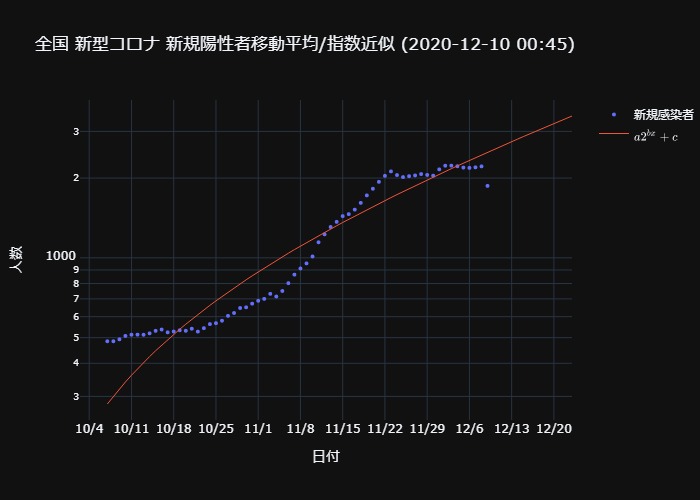 全国 新型コロナ 新規陽性者移動平均/指数近似 (2020-12-10 00:45)
新規感染者
a2^{bx} + c
人数
3
2
1000
9
8
7
6
5
4
3
10/4 10/11 10/18 10/25 11/1 11/8 11/15 11/22 11/29 12/6 12/13 12/20
日付